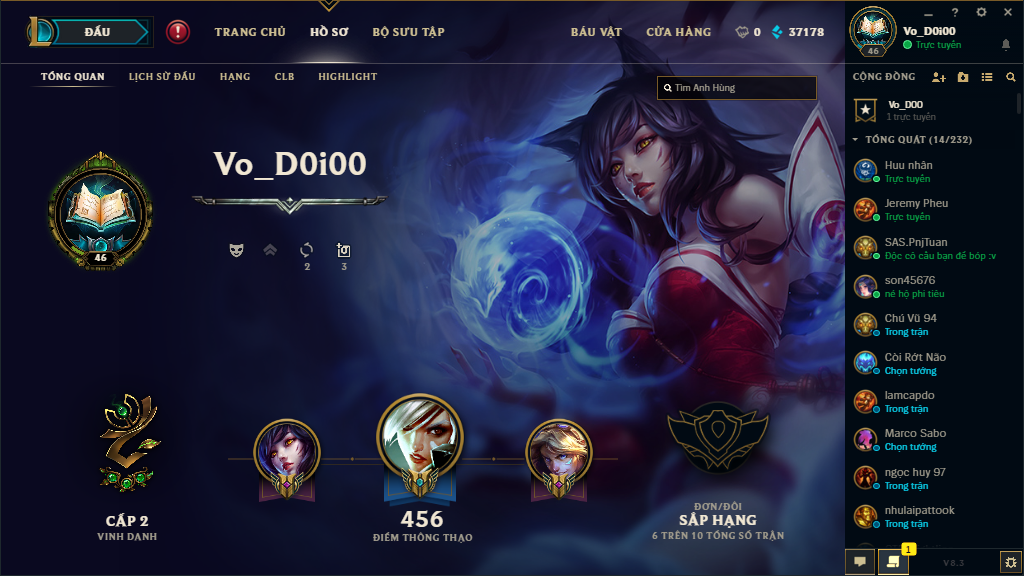 ĐẤU
TRANG CHỦ
HỒ SƠ
BỘ SƯU TẬP
BÁU VẬT
CỬA HÀNG
0
37178
TỔNG QUAN
LỊCH SỬ ĐẤU
HẠNG
CLB
HIGHLIGHT
Tìm Anh Hùng
46
Vo_D0i00
2
3
CẤP 2
VINH DANH
456
ĐIỂM THÔNG THẠO
ĐƠN/ĐÔI
SẮP HẠNG
6 TRÊN 10 TỔNG SỐ TRẬN
?
46
Vo_D0i00
Trực tuyến
CỘNG ĐỒNG
Vo_D00
1 trực tuyến
TỔNG QUÁT (14/232)
Huu nhân
Trực tuyến
Jeremy Pheu
Trực tuyến
SAS.PnjTuan
Độc cô cầu bạn để bóp :v
son45676
né hộ phi tiêu
Chú Vũ 94
Trong trận
Còi Rớt Não
Chọn tướng
lamcapdo
Trong trận
Marco Sabo
Chọn tướng
ngọc huy 97
Trong trận
nhulaipattook
Trong trận
1
V8.3